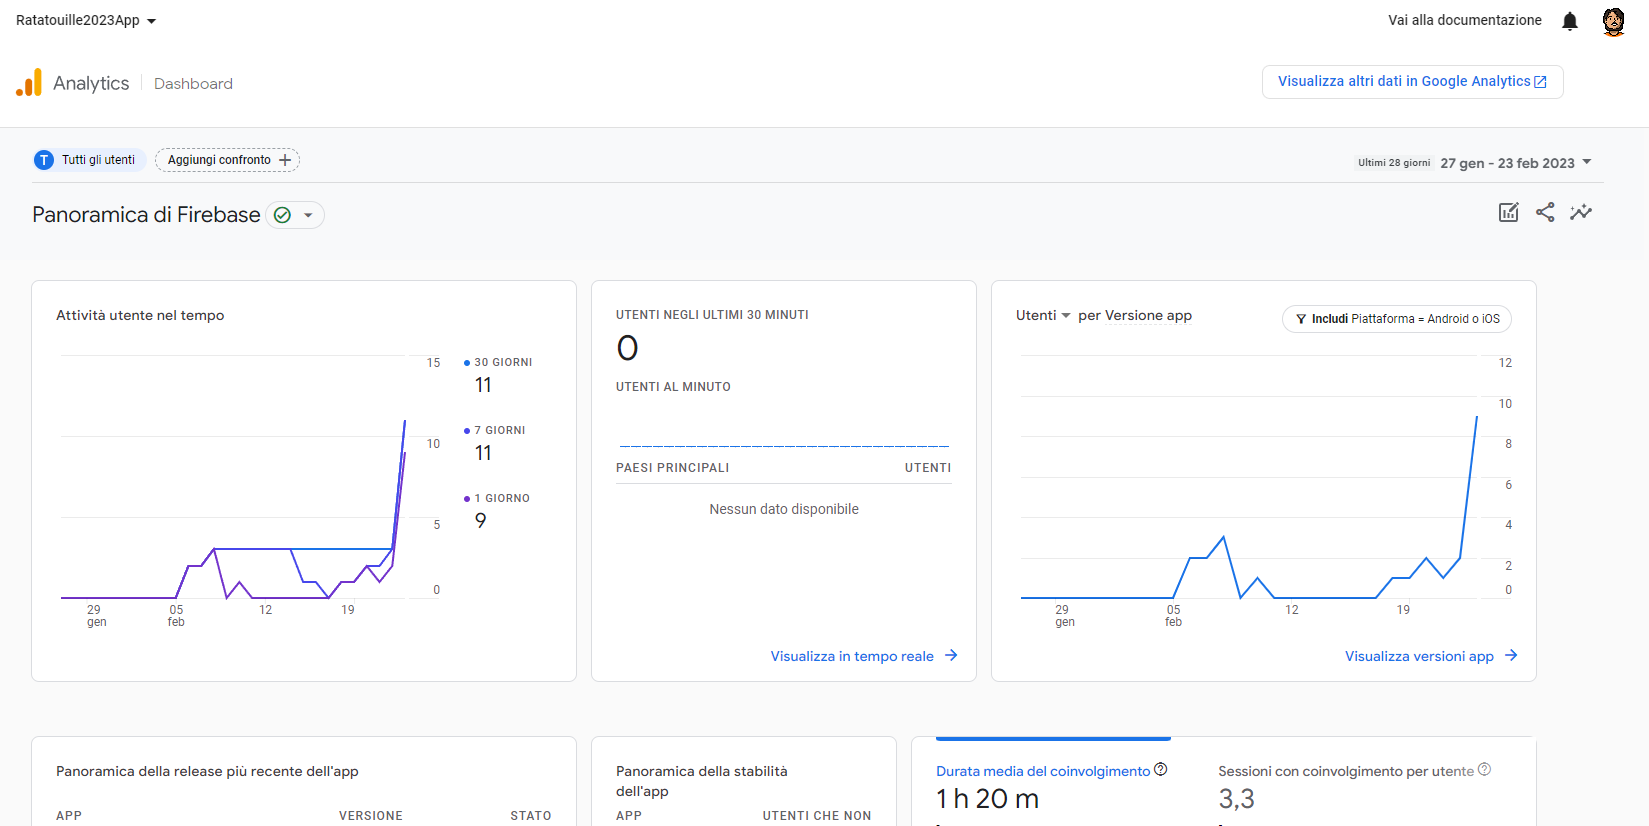 Ratatouille2023App
Vai alla documentazione
Analytics
Dashboard
Visualizza altri dati in Google Analytics
T Tutti gli utenti
Aggiungi confronto
Ultimi 28 giorni
27 gen - 23 feb 2023
Panoramica di Firebase
Attività utente nel tempo
15
10
5
0
29
gen
05
feb
12
19
30 GIORNI
11
7 GIORNI
11
1 GIORNO
9
UTENTI NEGLI ULTIMI 30 MINUTI
0
UTENTI AL MINUTO
PAESI PRINCIPALI
UTENTI
Nessun dato disponibile
Visualizza in tempo reale
Utenti per Versione app
Includi Piattaforma = Android o iOS
12
10
8
6
4
2
0
29
gen
05
feb
12
19
Visualizza versioni app
Panoramica della release più recente dell'app
APP
VERSIONE
STATO
Panoramica della stabilità
dell'app
APP
UTENTI CHE NON
Durata media del coinvolgimento
1 h 20 m
Sessioni con coinvolgimento per utente
3,3